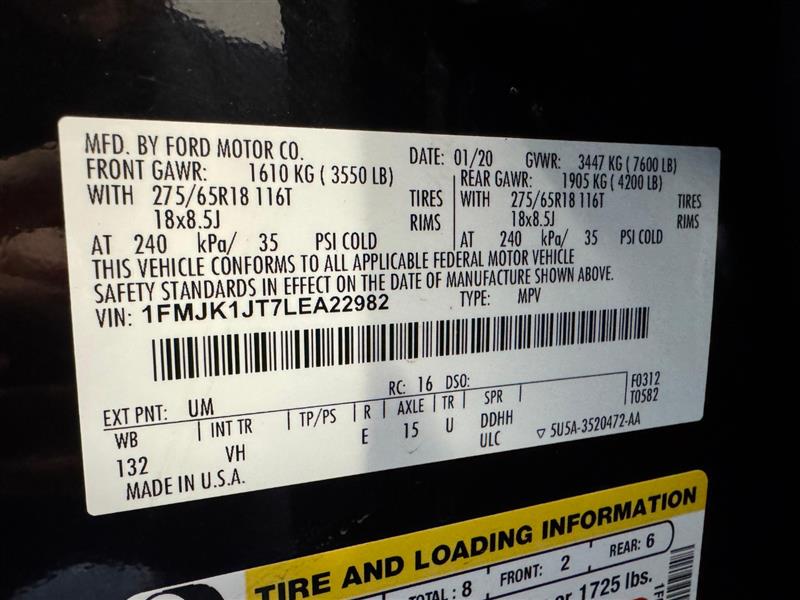 MFD. BY FORD MOTOR CO. DATE: 01/20 GVWR: 3447 KG ( 7600 LB)
FRONT GAWR: 1610 KG ( 3550 LB) REAR GAWR: 1905 KG ( 4200 LB)
WITH 275/65R18 116T TIRES WITH 275/65R18 116T TIRES
18x8.5J RIMS 18x8.5J RIMS
AT 240 kPa/ 35 PSI COLD AT 240 kPa/ 35 PSI COLD
THIS VEHICLE CONFORMS TO ALL APPLICABLE FEDERAL MOTOR VEHICLE
SAFETY STANDARDS IN EFFECT ON THE DATE OF MANUFACTURE SHOWN ABOVE.
VIN: 1FMJK1JT7LEA22982 TYPE: MPV
EXT PNT: UM RC: 16 DSO: F0312
T0582
WB INT TR TP/PS R AXLE TR SPR
132 VH E 15 U DDHH
ULC 5U5A-3520472-AA
MADE IN U.S.A.
TIRE AND LOADING INFORMATION
TOTAL : 8 FRONT: 2 REAR: 6
or 1725 lbs.